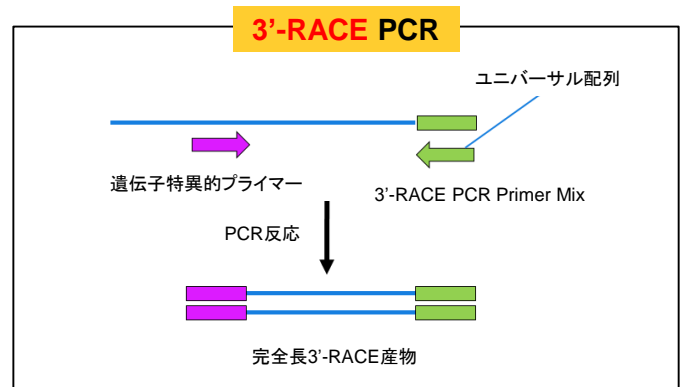 3'-RACE PCR
ユニバーサル配列
遺伝子特異的プライマー
3'-RACE PCR Primer Mix
PCR反応
完全長3'-RACE産物